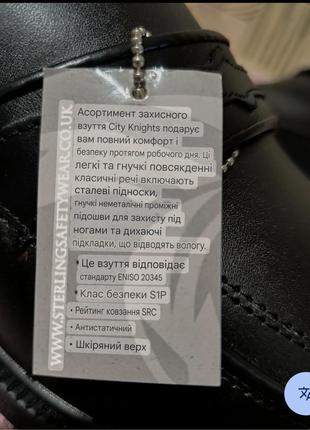 WWW.STERLINGSAFETYWEAR.CO.UK
Асортимент захисного
взуття City Knights подарує
вам повний комфорт і
безпеку протягом робочого дня. Ці
легкі та гнучкі повсякденні
класичні речі включають
сталеві підноски,
гнучкі неметалічні проміжні
підошви для захисту під
ногами та дихаючі
підкладки, що відводять вологу.
• Це взуття відповідає
стандарту ENISO 20345
• Клас безпеки S1P
• Рейтинг ковзання SRC
• Антистатичний
• Шкіряний верх